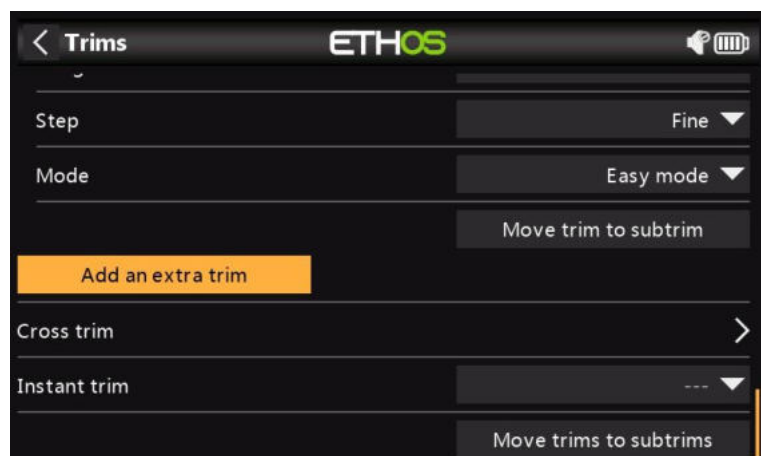 Trims ETHOS
Step Fine
Mode Easy mode
Move trim to subtrim
Add an extra trim
Cross trim
Instant trim ---
Move trims to subtrims